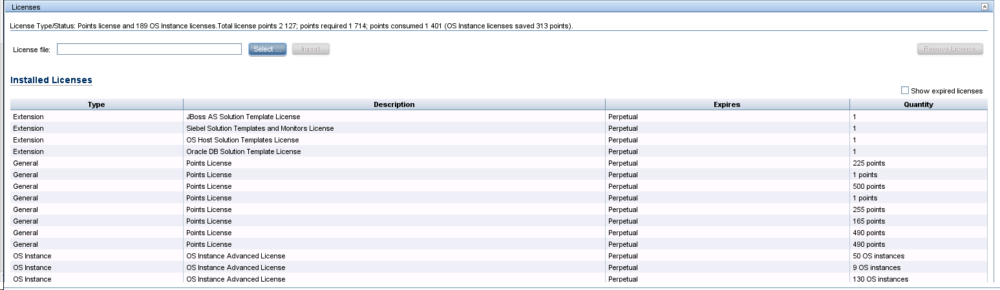 Licenses
License Type/Status: Points license and 189 OS Instance licenses.Total license points 2 127; points required 1 714; points consumed 1 401 (OS Instance licenses saved 313 points).
License file: Select ... Import Remove License
Installed Licenses
Show expired licenses
Type Description Expires Quantity
Extension JBoss AS Solution Template License Perpetual 1
Extension Siebel Solution Templates and Monitors License Perpetual 1
Extension OS Host Solution Templates License Perpetual 1
Extension Oracle DB Solution Template License Perpetual 1
General Points License Perpetual 225 points
General Points License Perpetual 1 points
General Points License Perpetual 500 points
General Points License Perpetual 1 points
General Points License Perpetual 255 points
General Points License Perpetual 165 points
General Points License Perpetual 490 points
General Points License Perpetual 490 points
OS Instance OS Instance Advanced License Perpetual 50 OS instances
OS Instance OS Instance Advanced License Perpetual 9 OS instances
OS Instance OS Instance Advanced License Perpetual 130 OS instances